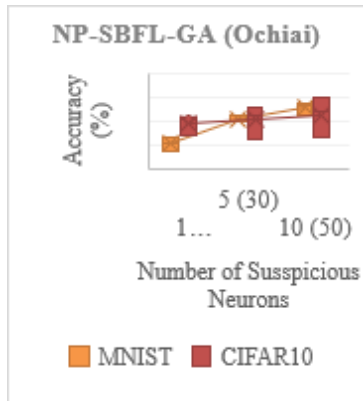 NP-SBFL-GA (Ochiai)
Accuracy
(%)
5 (30)
1... 10 (50)
Number of Susspicious
Neurons
MNIST CIFAR10